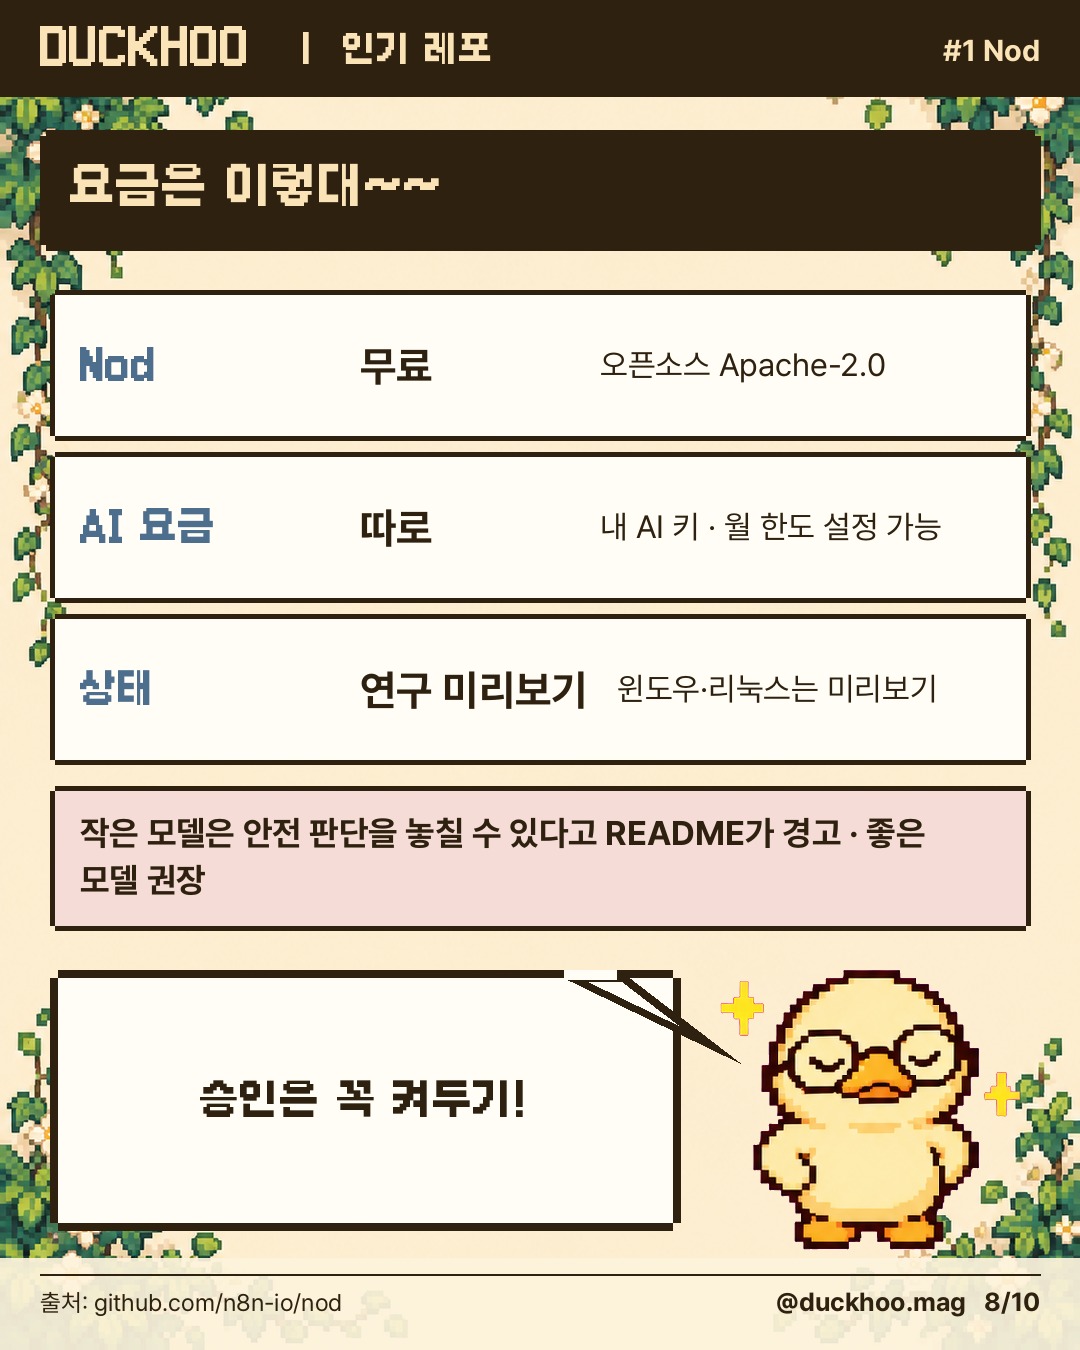 DUCKHOO | 인기 레포 #1 Nod
요금은 이렇대~~
Nod 무료 오픈소스 Apache-2.0
AI 요금 따로 내 AI 키 · 월 한도 설정 가능
상태 연구 미리보기 윈도우·리눅스는 미리보기
작은 모델은 안전 판단을 놓칠 수 있다고 README가 경고 · 좋은
모델 권장
승인은 꼭 켜두기!
출처: github.com/n8n-io/nod @duckhoo.mag 8/10